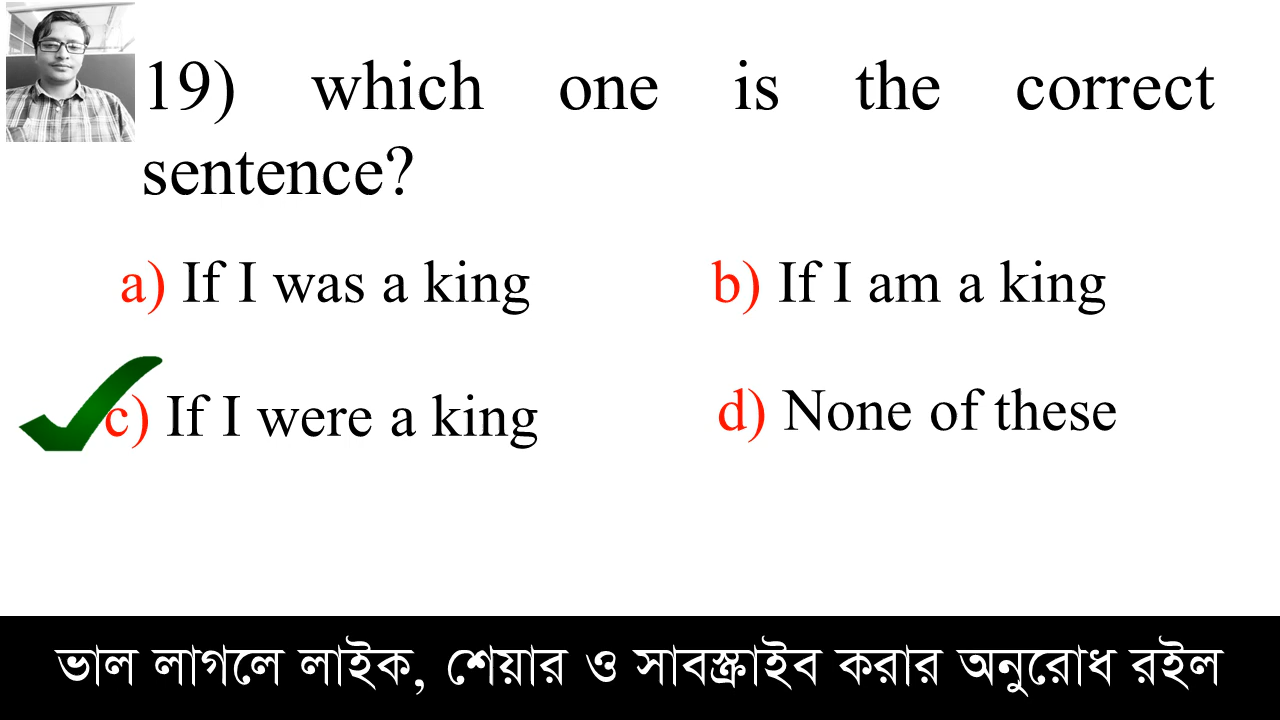 19) which one is the correct
sentence?
a) If I was a king b) If I am a king
c) If I were a king d) None of these
ভাল লাগলে লাইক, শেয়ার ও সাবস্ক্রাইব করার অনুরোধ রইল